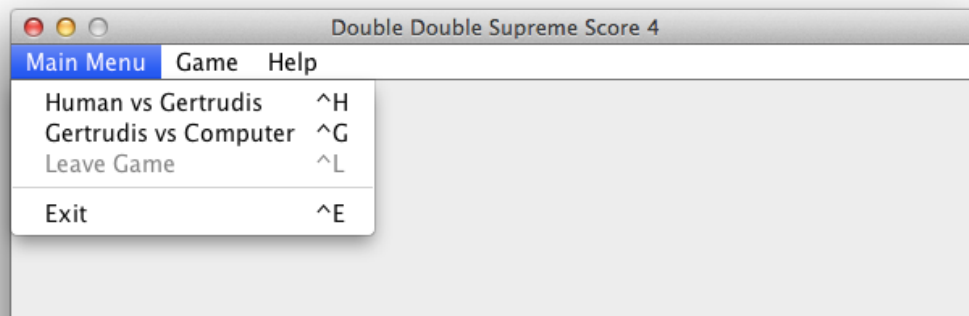 Double Double Supreme Score 4
Main Menu Game Help
Human vs Gertrudis ^H
Gertrudis vs Computer ^G
Leave Game ^L
Exit ^E